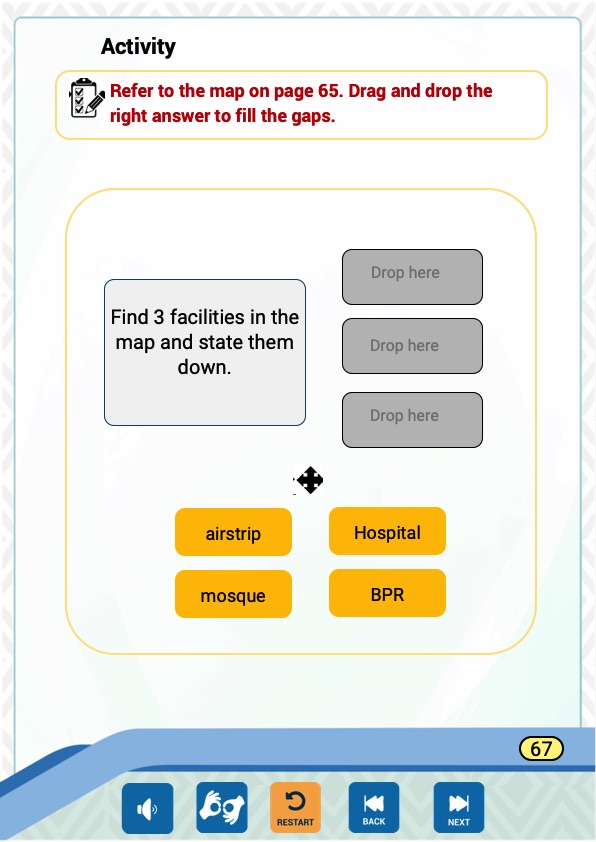 Activity
Refer to the map on page 65. Drag and drop the
right answer to fill the gaps.
Find 3 facilities in the
map and state them
down.
Drop here
Drop here
Drop here
airstrip
Hospital
mosque
BPR
67
RESTART
BACK
NEXT